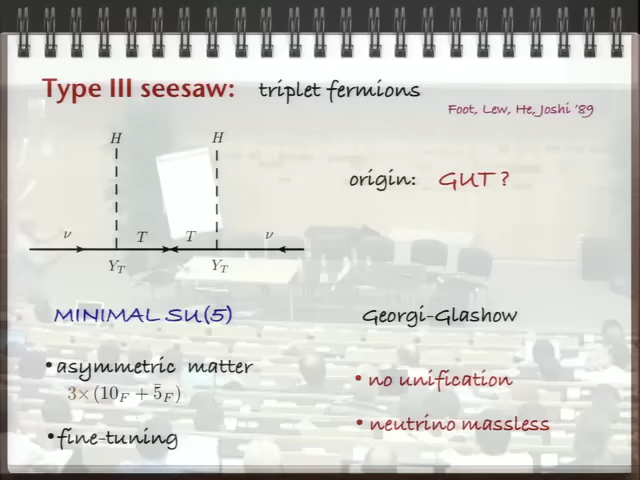 Type III seesaw: triplet fermions
Foot, Lew, He, Joshi '89
H H
origin: GUT ?
ν T T ν
Y_T Y_T
MINIMAL SU(5) Georgi-Glashow
•asymmetric matter
3×(10_F + 5̄_F)
• no unification
• neutrino massless
•fine-tuning